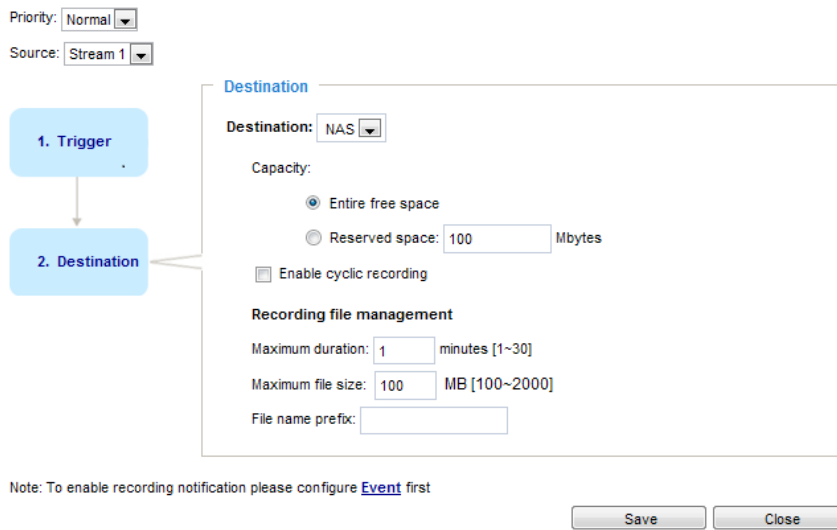 Priority: Normal
Source: Stream 1
Destination
1. Trigger
Destination: NAS
Capacity:
Entire free space
Reserved space: 100 Mbytes
2. Destination
Enable cyclic recording
Recording file management
Maximum duration: 1 minutes [1~30]
Maximum file size: 100 MB [100~2000]
File name prefix:
Note: To enable recording notification please configure Event first
Save Close